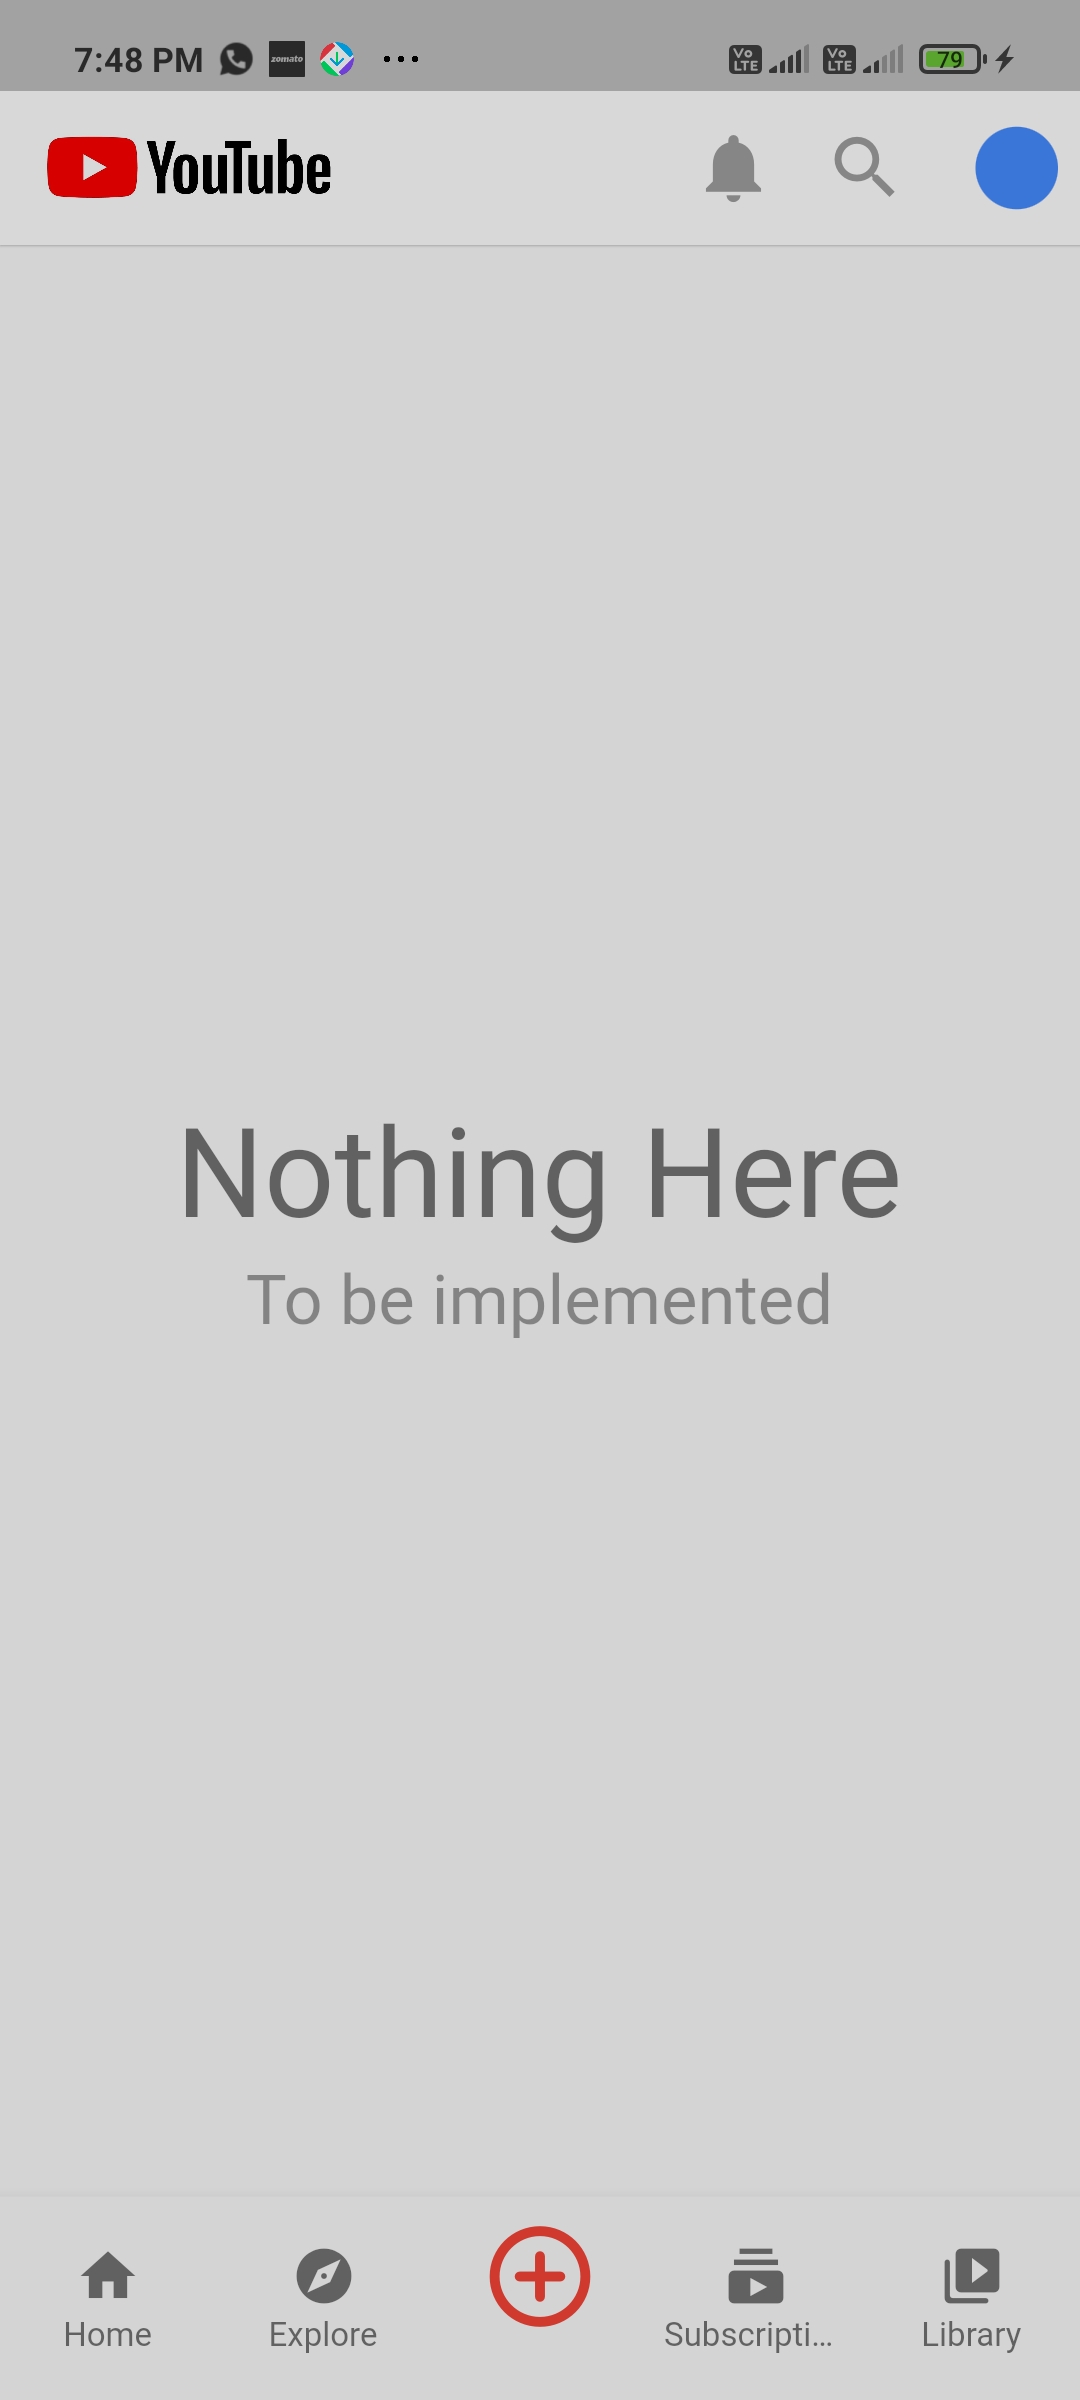 7:48 PM zomato ... Vo LTE Vo LTE 79
YouTube
Nothing Here
To be implemented
Home Explore Subscripti... Library